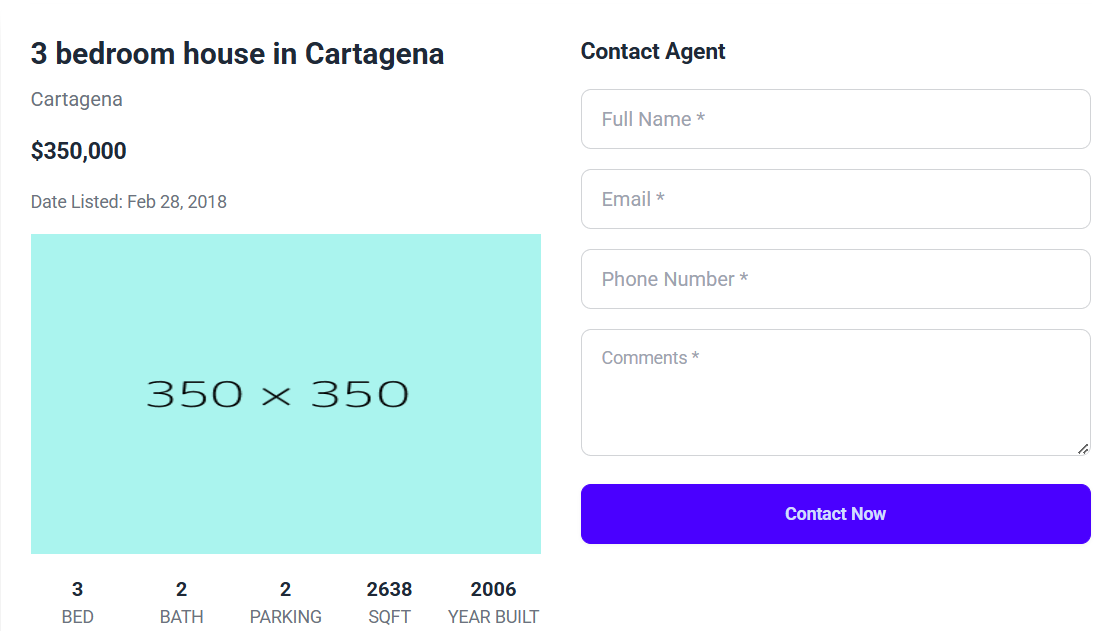 3 bedroom house in Cartagena
Cartagena
$350,000
Date Listed: Feb 28, 2018
350 × 350
3
BED
2
BATH
2
PARKING
2638
SQFT
2006
YEAR BUILT
Contact Agent
Full Name *
Email *
Phone Number *
Comments *
Contact Now